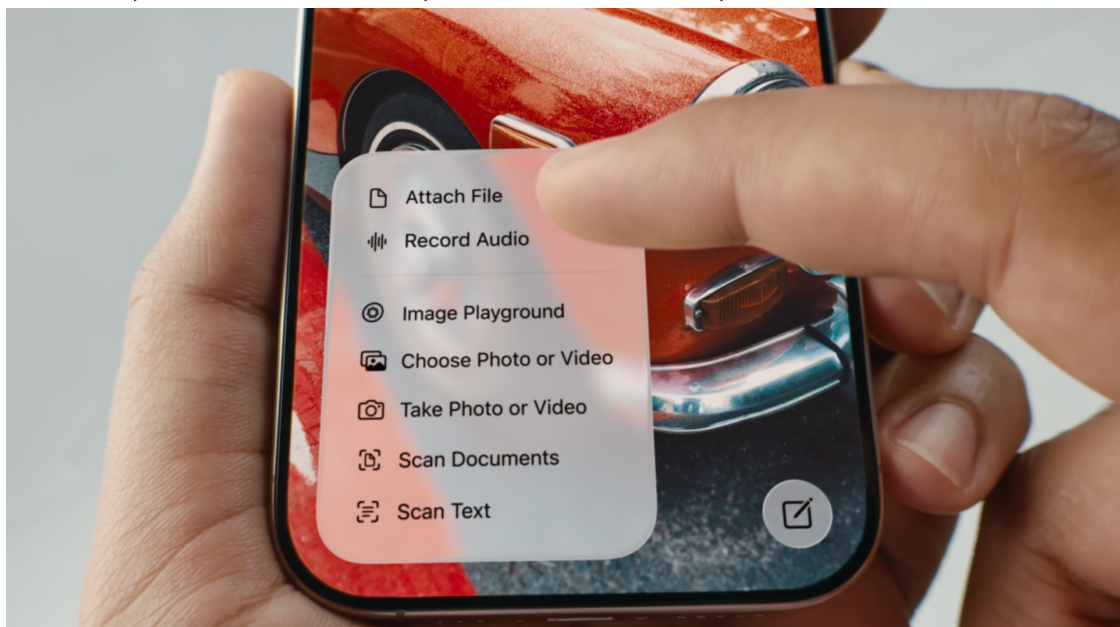 Attach File
Record Audio
Image Playground
Choose Photo or Video
Take Photo or Video
Scan Documents
Scan Text